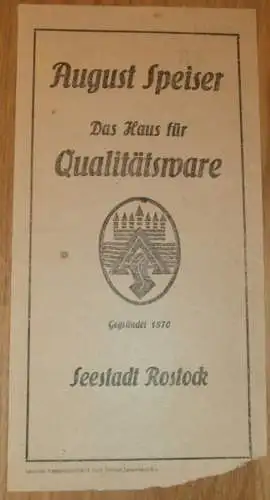 August Speiser
Das Haus für
Qualitätsware
Gegründet 1870
Seestadt Rostock